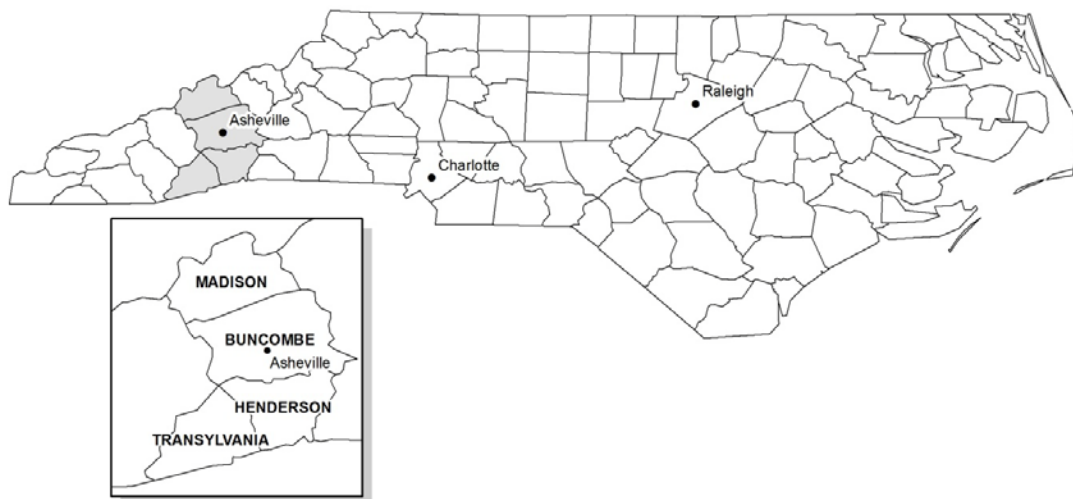 Raleigh
Asheville
Charlotte
MADISON
BUNCOMBE
Asheville
HENDERSON
TRANSYLVANIA